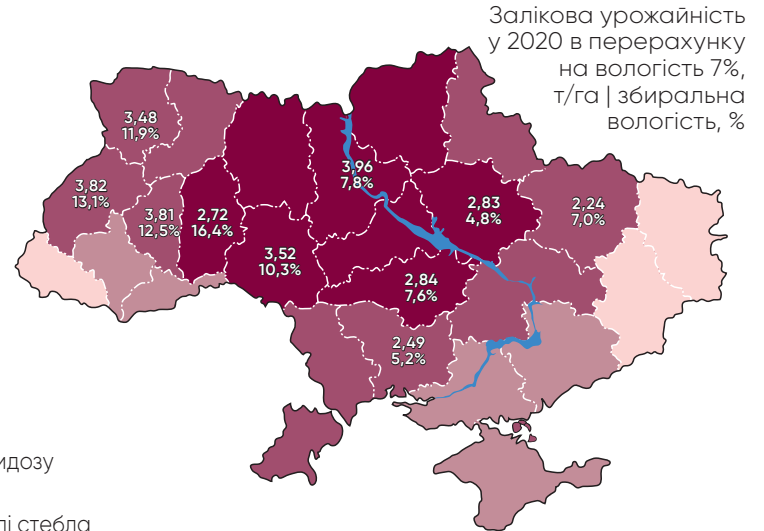 Залікова урожайність
у 2020 в перерахунку
на вологість 7%,
т/га | збиральна
вологість, %
3,48
11,9%
3,96
7,8%
3,82
13,1%
3,81
12,5%
2,72
16,4%
2,83
4,8%
2,24
7,0%
3,52
10,3%
2,84
7,6%
2,49
5,2%
идозу
лі стебла